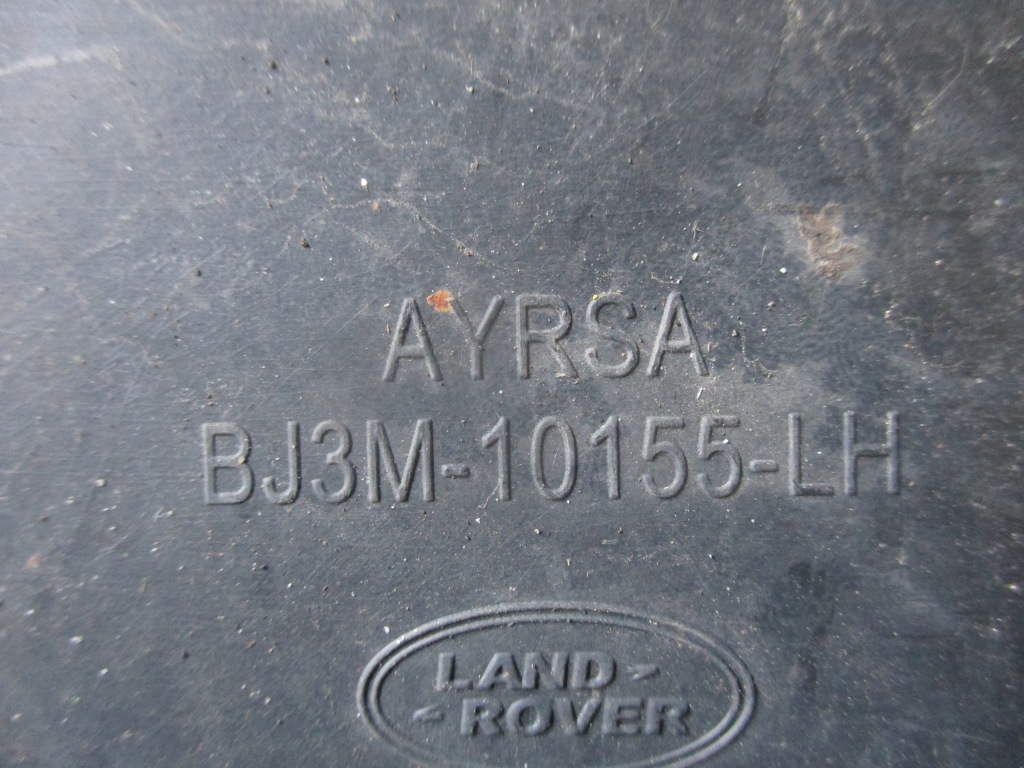 AYRSA
BJ3M-10155-LH
LAND >
< ROVER